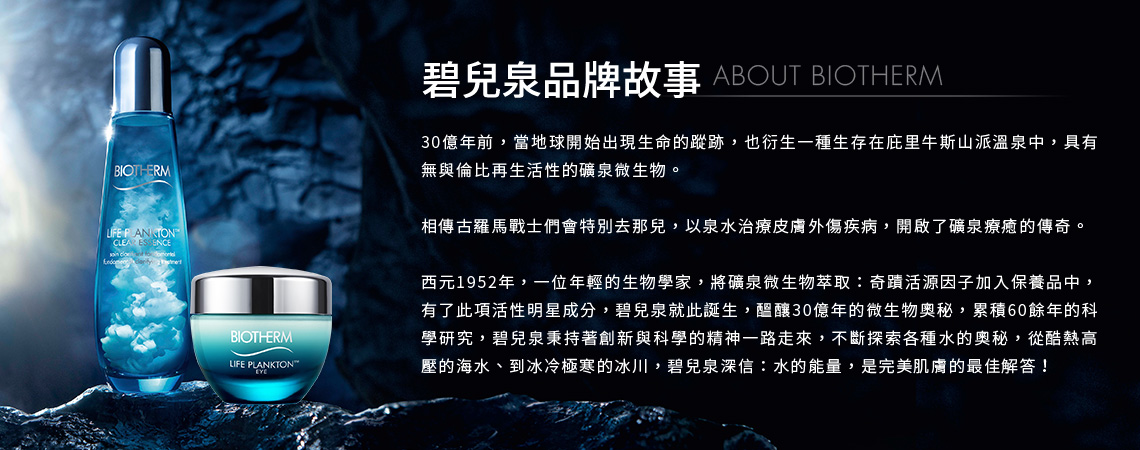 碧兒泉品牌故事 ABOUT BIOTHERM
30億年前，當地球開始出現生命的蹤跡，也衍生一種生存在庇里牛斯山派溫泉中，具有
無與倫比再生活性的礦泉微生物。
相傳古羅馬戰士們會特別去那兒，以泉水治療皮膚外傷疾病，開啟了礦泉療癒的傳奇。
西元1952年，一位年輕的生物學家，將礦泉微生物萃取：奇蹟活源因子加入保養品中，
有了此項活性明星成分，碧兒泉就此誕生，醞釀30億年的微生物奧秘，累積60餘年的科
學研究，碧兒泉秉持著創新與科學的精神一路走來，不斷探索各種水的奧秘，從酷熱高
壓的海水、到冰冷極寒的冰川，碧兒泉深信：水的能量，是完美肌膚的最佳解答！
BIOTHERM
LIFE PLANKTON™
CLEAR ESSENCE
BIOTHERM
LIFE PLANKTON™
EYE